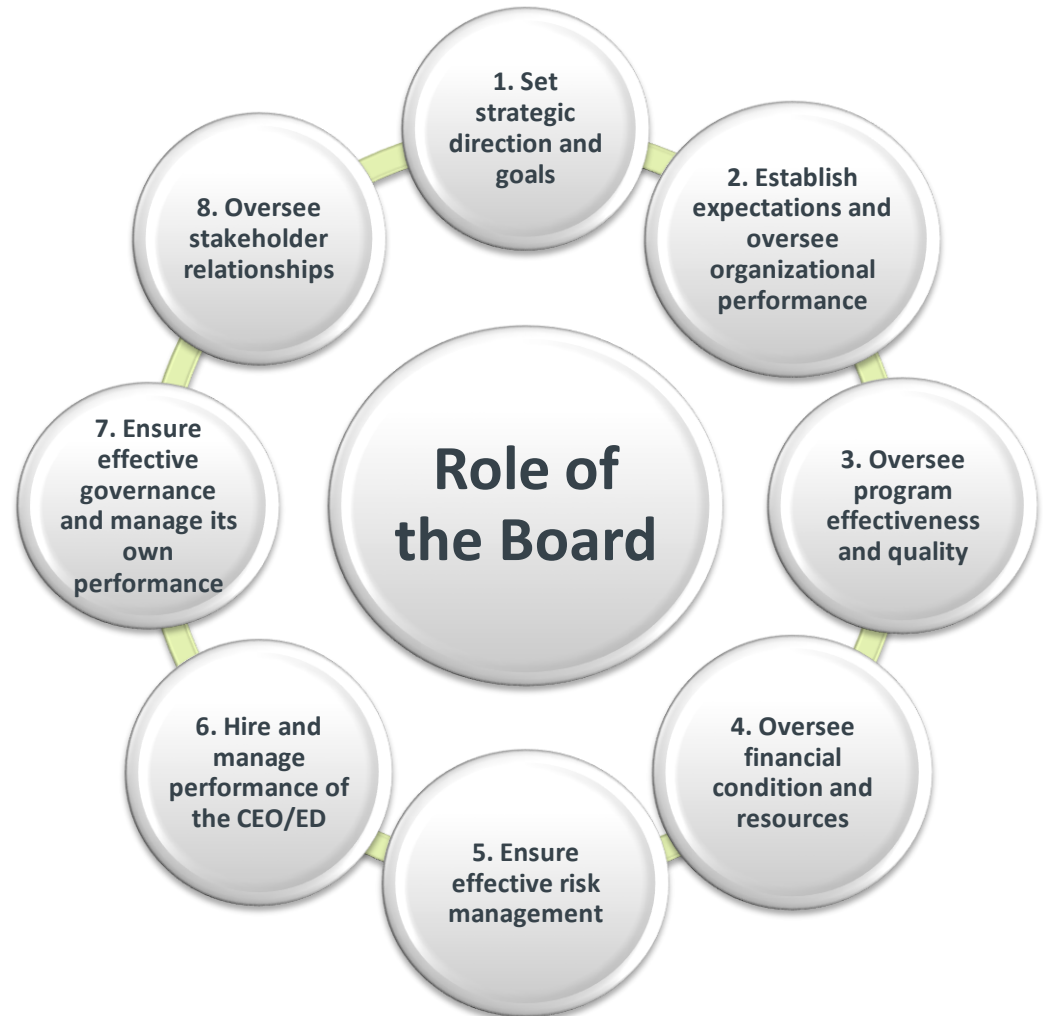 Role of
the Board
1. Set
strategic
direction and
goals
2. Establish
expectations and
oversee
organizational
performance
3. Oversee
program
effectiveness
and quality
4. Oversee
financial
condition and
resources
5. Ensure
effective risk
management
6. Hire and
manage
performance of
the CEO/ED
7. Ensure
effective
governance
and manage its
own
performance
8. Oversee
stakeholder
relationships